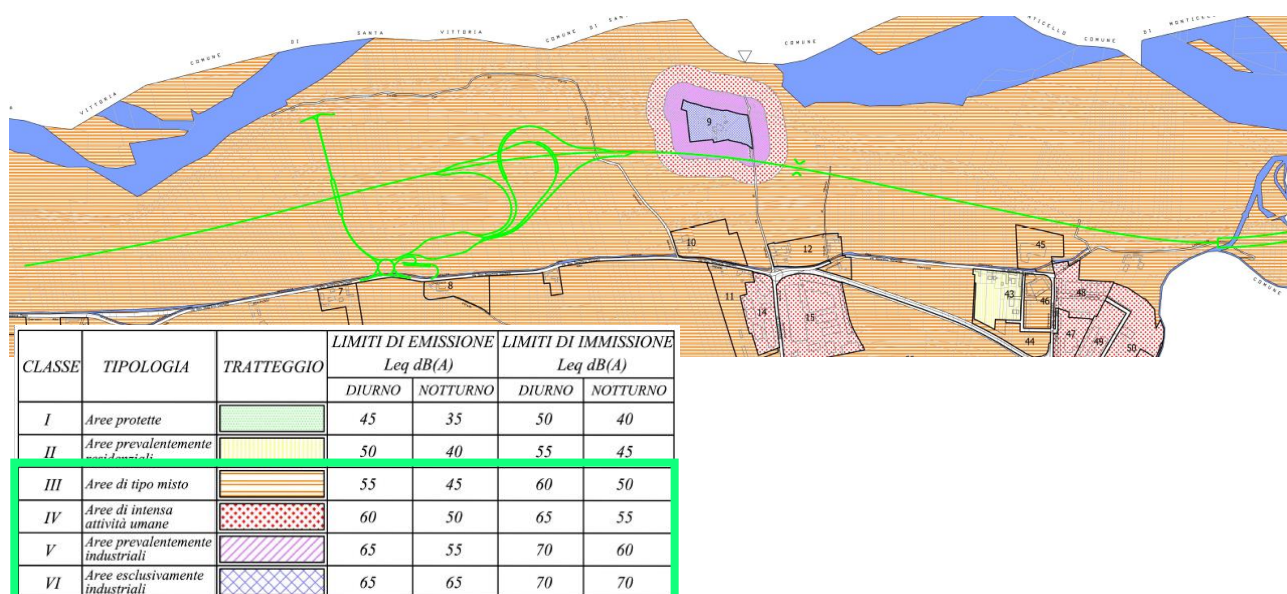 COMUNE DI SANTA VITTORIA COMUNE DI SAN
VITTORIA
COMUNE DI MONTICELLO
9
10
12
45
7
8
11
14
15
43
46
48
44
47
49
50
COMUNE
CLASSE TIPOLOGIA TRATTEGGIO LIMITI DI EMISSIONE Leq dB(A) LIMITI DI IMMISSIONE Leq dB(A)
DIURNO NOTTURNO DIURNO NOTTURNO
I Aree protette 45 35 50 40
II Aree prevalentemente residenziali 50 40 55 45
III Aree di tipo misto 55 45 60 50
IV Aree di intensa attività umane 60 50 65 55
V Aree prevalentemente industriali 65 55 70 60
VI Aree esclusivamente industriali 65 65 70 70